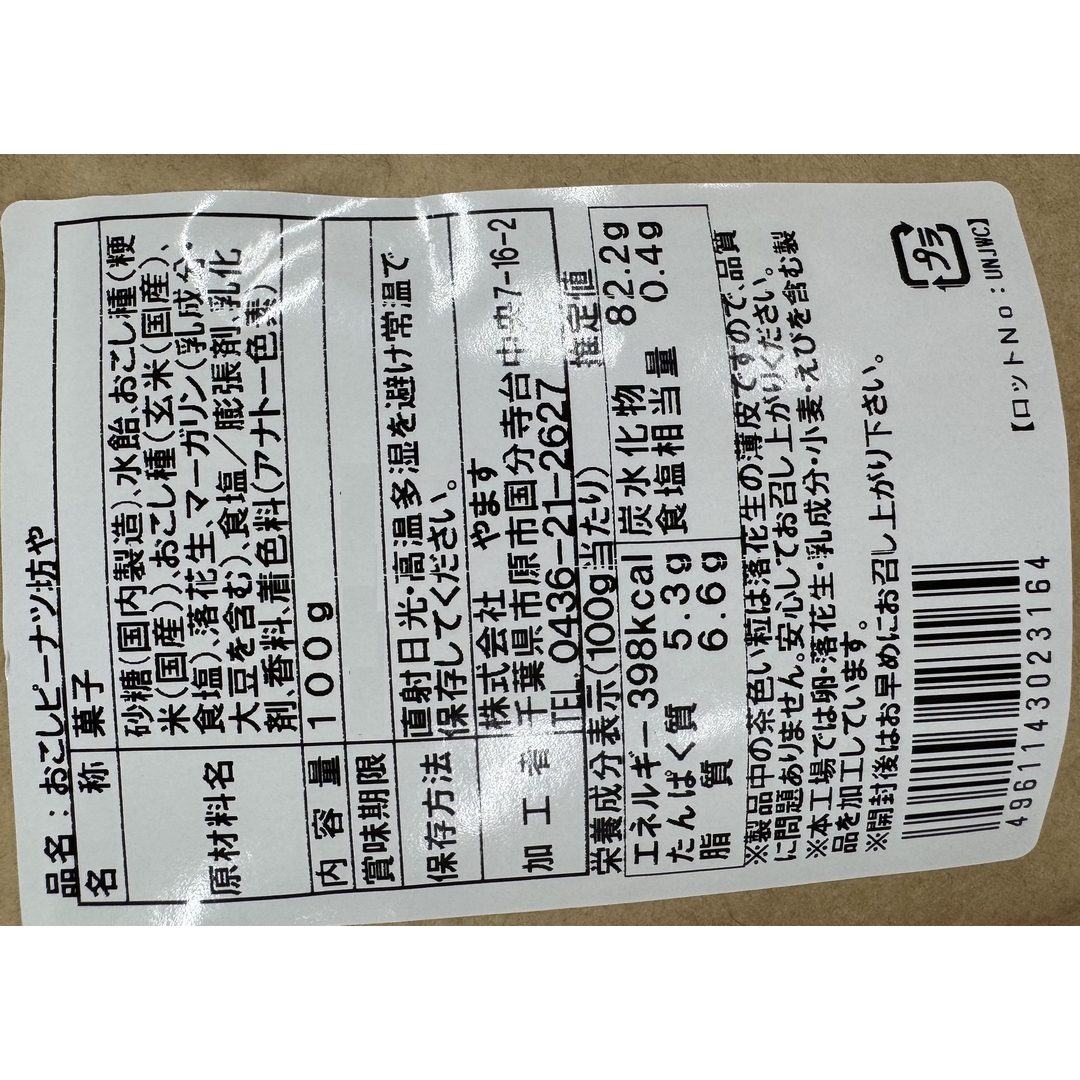 品名：おこしピーナツ坊や
名称 菓子
原材料名 砂糖(国内製造)、水飴、おこし種(粳
米(国産))、おこし種(玄米(国産)、
食塩)、落花生、マーガリン(乳成分・
大豆を含む)、食塩/膨張剤、乳化
剤、香料、着色料(アナトー色素)
内容量 100g
賞味期限
保存方法 直射日光・高温多湿を避け常温で
保存してください。
加工者 株式会社 やます
千葉県市原市国分寺台中央7-16-2
TEL 0436-21-2627
栄養成分表示(100g当たり) 推定値
エネルギー 398kcal 炭水化物 82.2g
たんぱく質 5.3g 食塩相当量 0.4g
脂質 6.6g
※製品中の茶色い粒は落花生の薄皮ですので、品質
に問題ありません。安心してお召し上がりください。
※本工場では卵・落花生・乳成分・小麦・えびを含む製
品を加工しています。
※開封後はお早めにお召し上がり下さい。
プラ
4961143023164
【ロットNo:UNJWCJ】